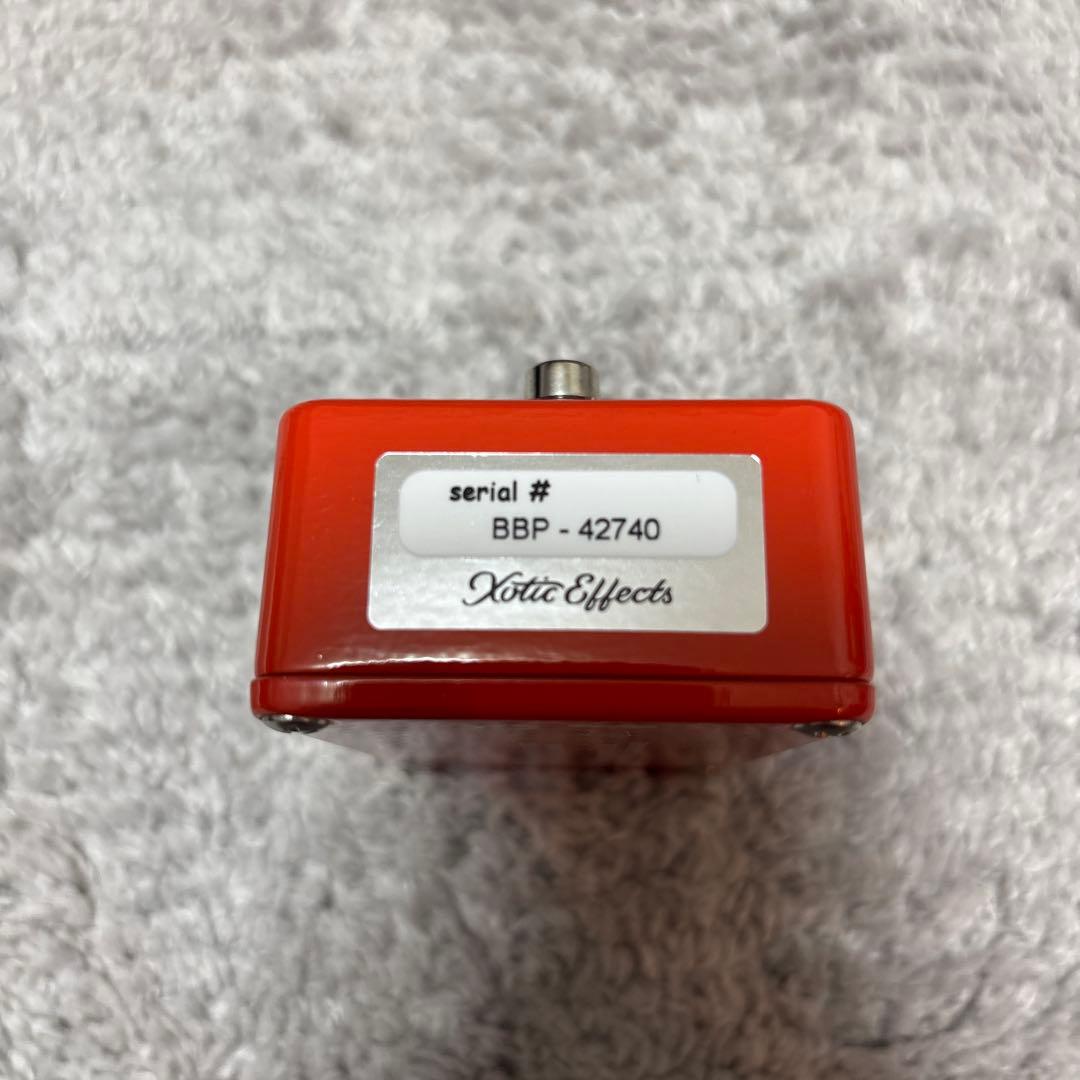 serial #
BBP - 42740
Xotic Effects